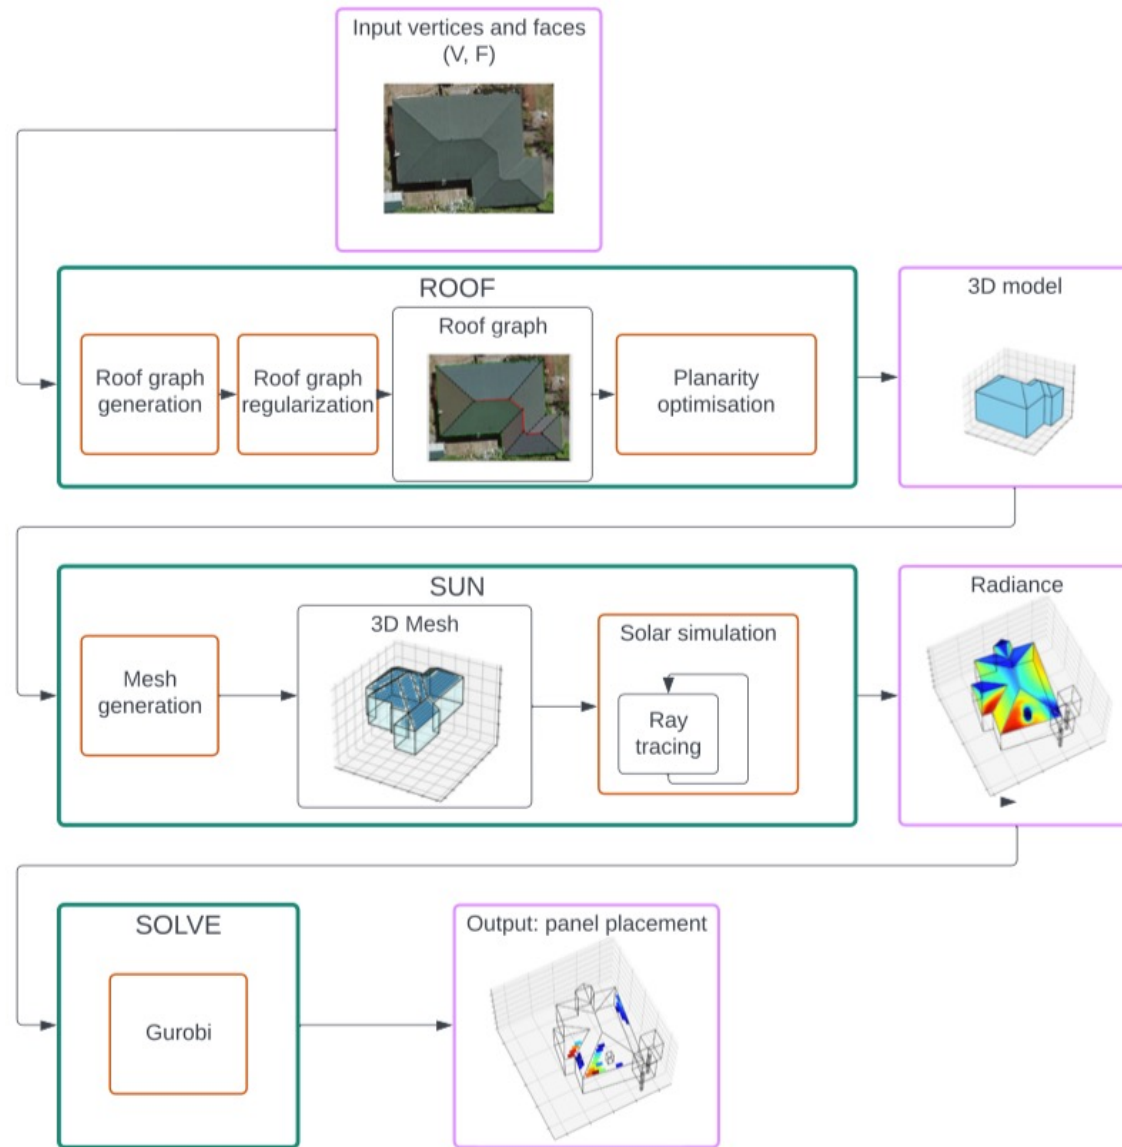 Input vertices and faces
(V, F)
ROOF
Roof graph
generation
Roof graph
regularization
Roof graph
Planarity
optimisation
3D model
SUN
Mesh
generation
3D Mesh
Solar simulation
Ray
tracing
Radiance
SOLVE
Gurobi
Output: panel placement